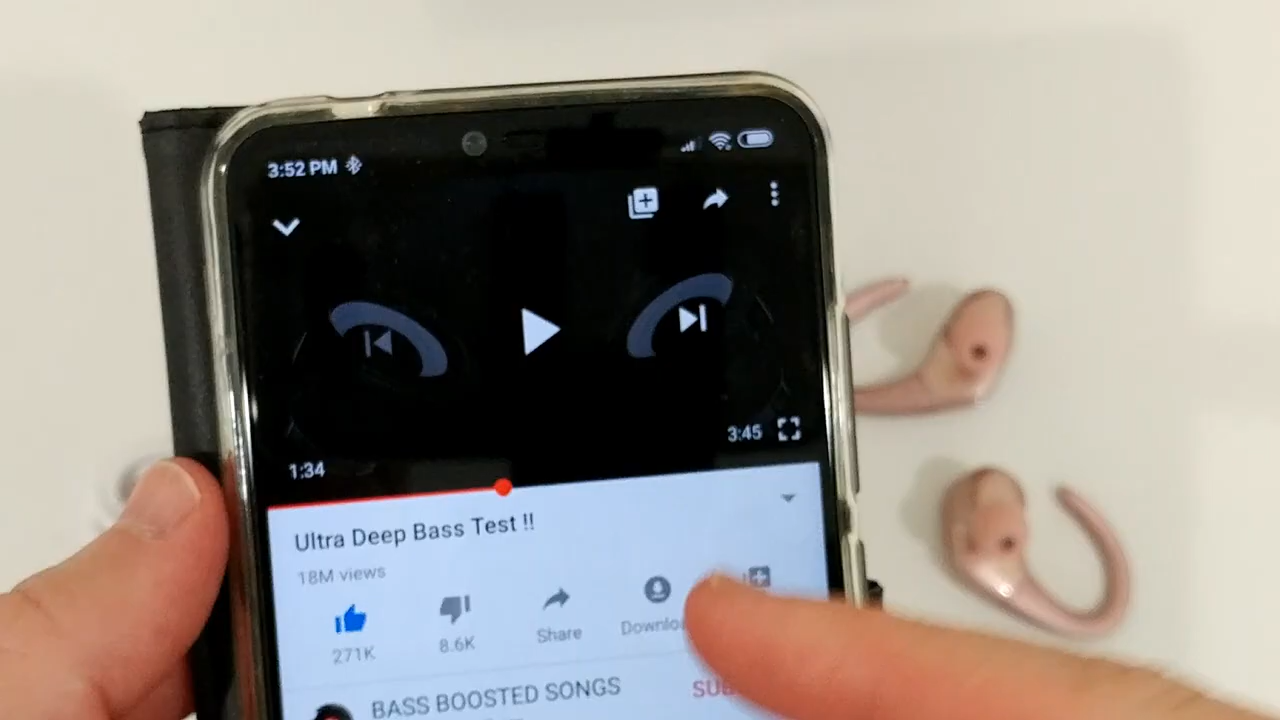 3:52 PM
3:45
1:34
Ultra Deep Bass Test !!
18M views
271K
8.6K
Share
BASS BOOSTED SONGS